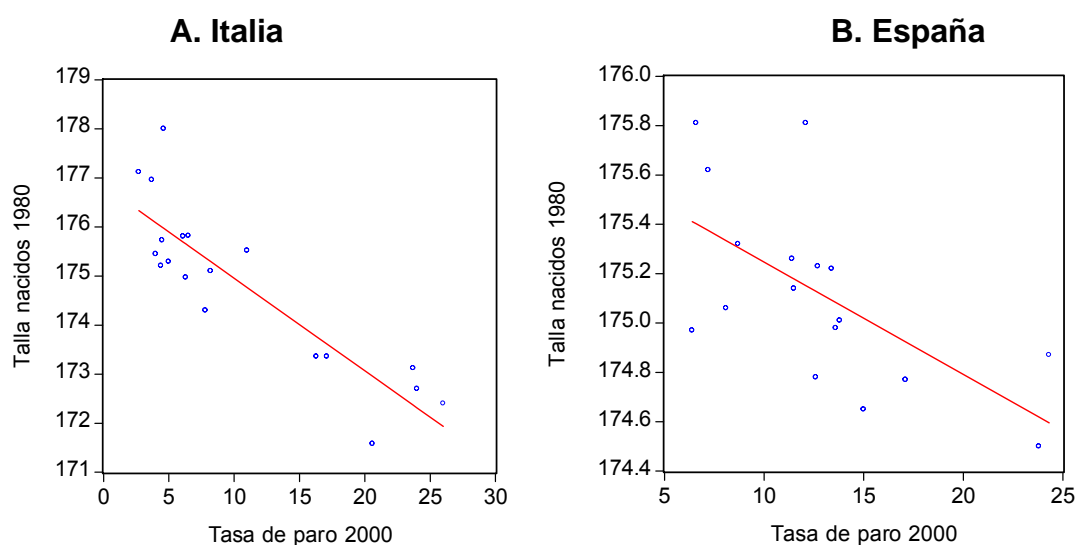 A. Italia
179
178
177
176
175
174
173
172
171
Talla nacidos 1980
0 5 10 15 20 25 30
Tasa de paro 2000
B. España
176.0
175.8
175.6
175.4
175.2
175.0
174.8
174.6
174.4
Talla nacidos 1980
5 10 15 20 25
Tasa de paro 2000